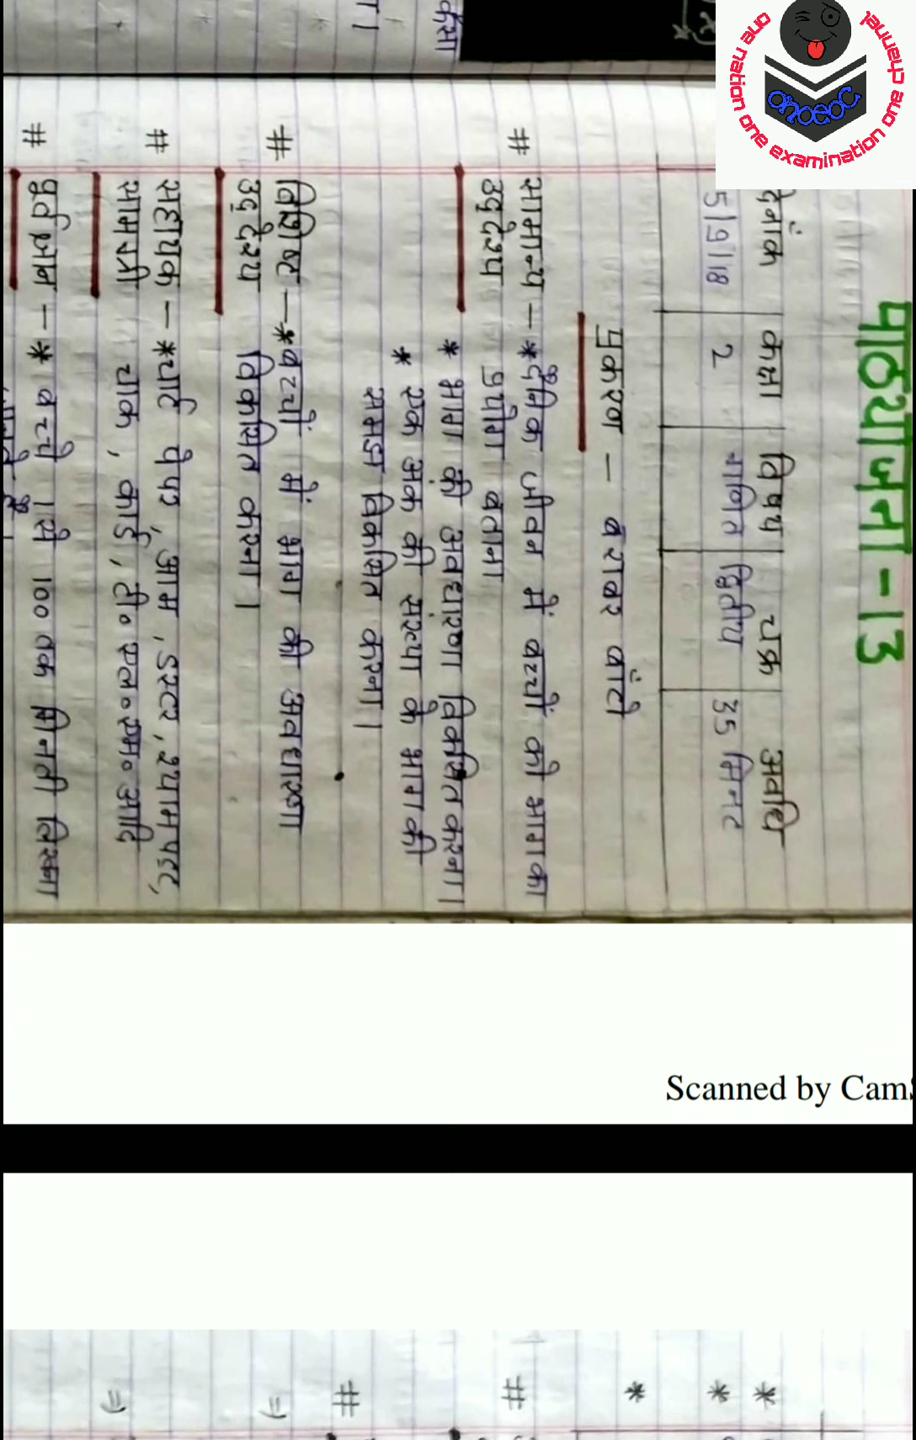 one nation one examination one channel
onoeoc
पाठयोजना - 13
दिनांक कक्षा विषय चक्र अवधि
5|9|18 2 गणित द्वितीय 35 मिनट
प्रकरण - बराबर बांटो
# सामान्य - * दैनिक जीवन में बच्चों को भाग का
उद्देश्य प्रयोग बताना
* भाग की अवधारणा विकसित करना।
* एक अंक की संख्या के भाग की
समझ विकसित करना।
# विशिष्ट - * बच्चों में भाग की अवधारणा
उद्देश्य विकसित करना।
# सहायक - * चार्ट पेपर, आम, डस्टर, श्यामपट्ट,
सामग्री चाक, कार्ड, टी० एल० एम० आदि
# पूर्व ज्ञान - * बच्चे 1 से 100 तक गिनती लिखना
Scanned by Cam
* * * # # ⇒ ⇒